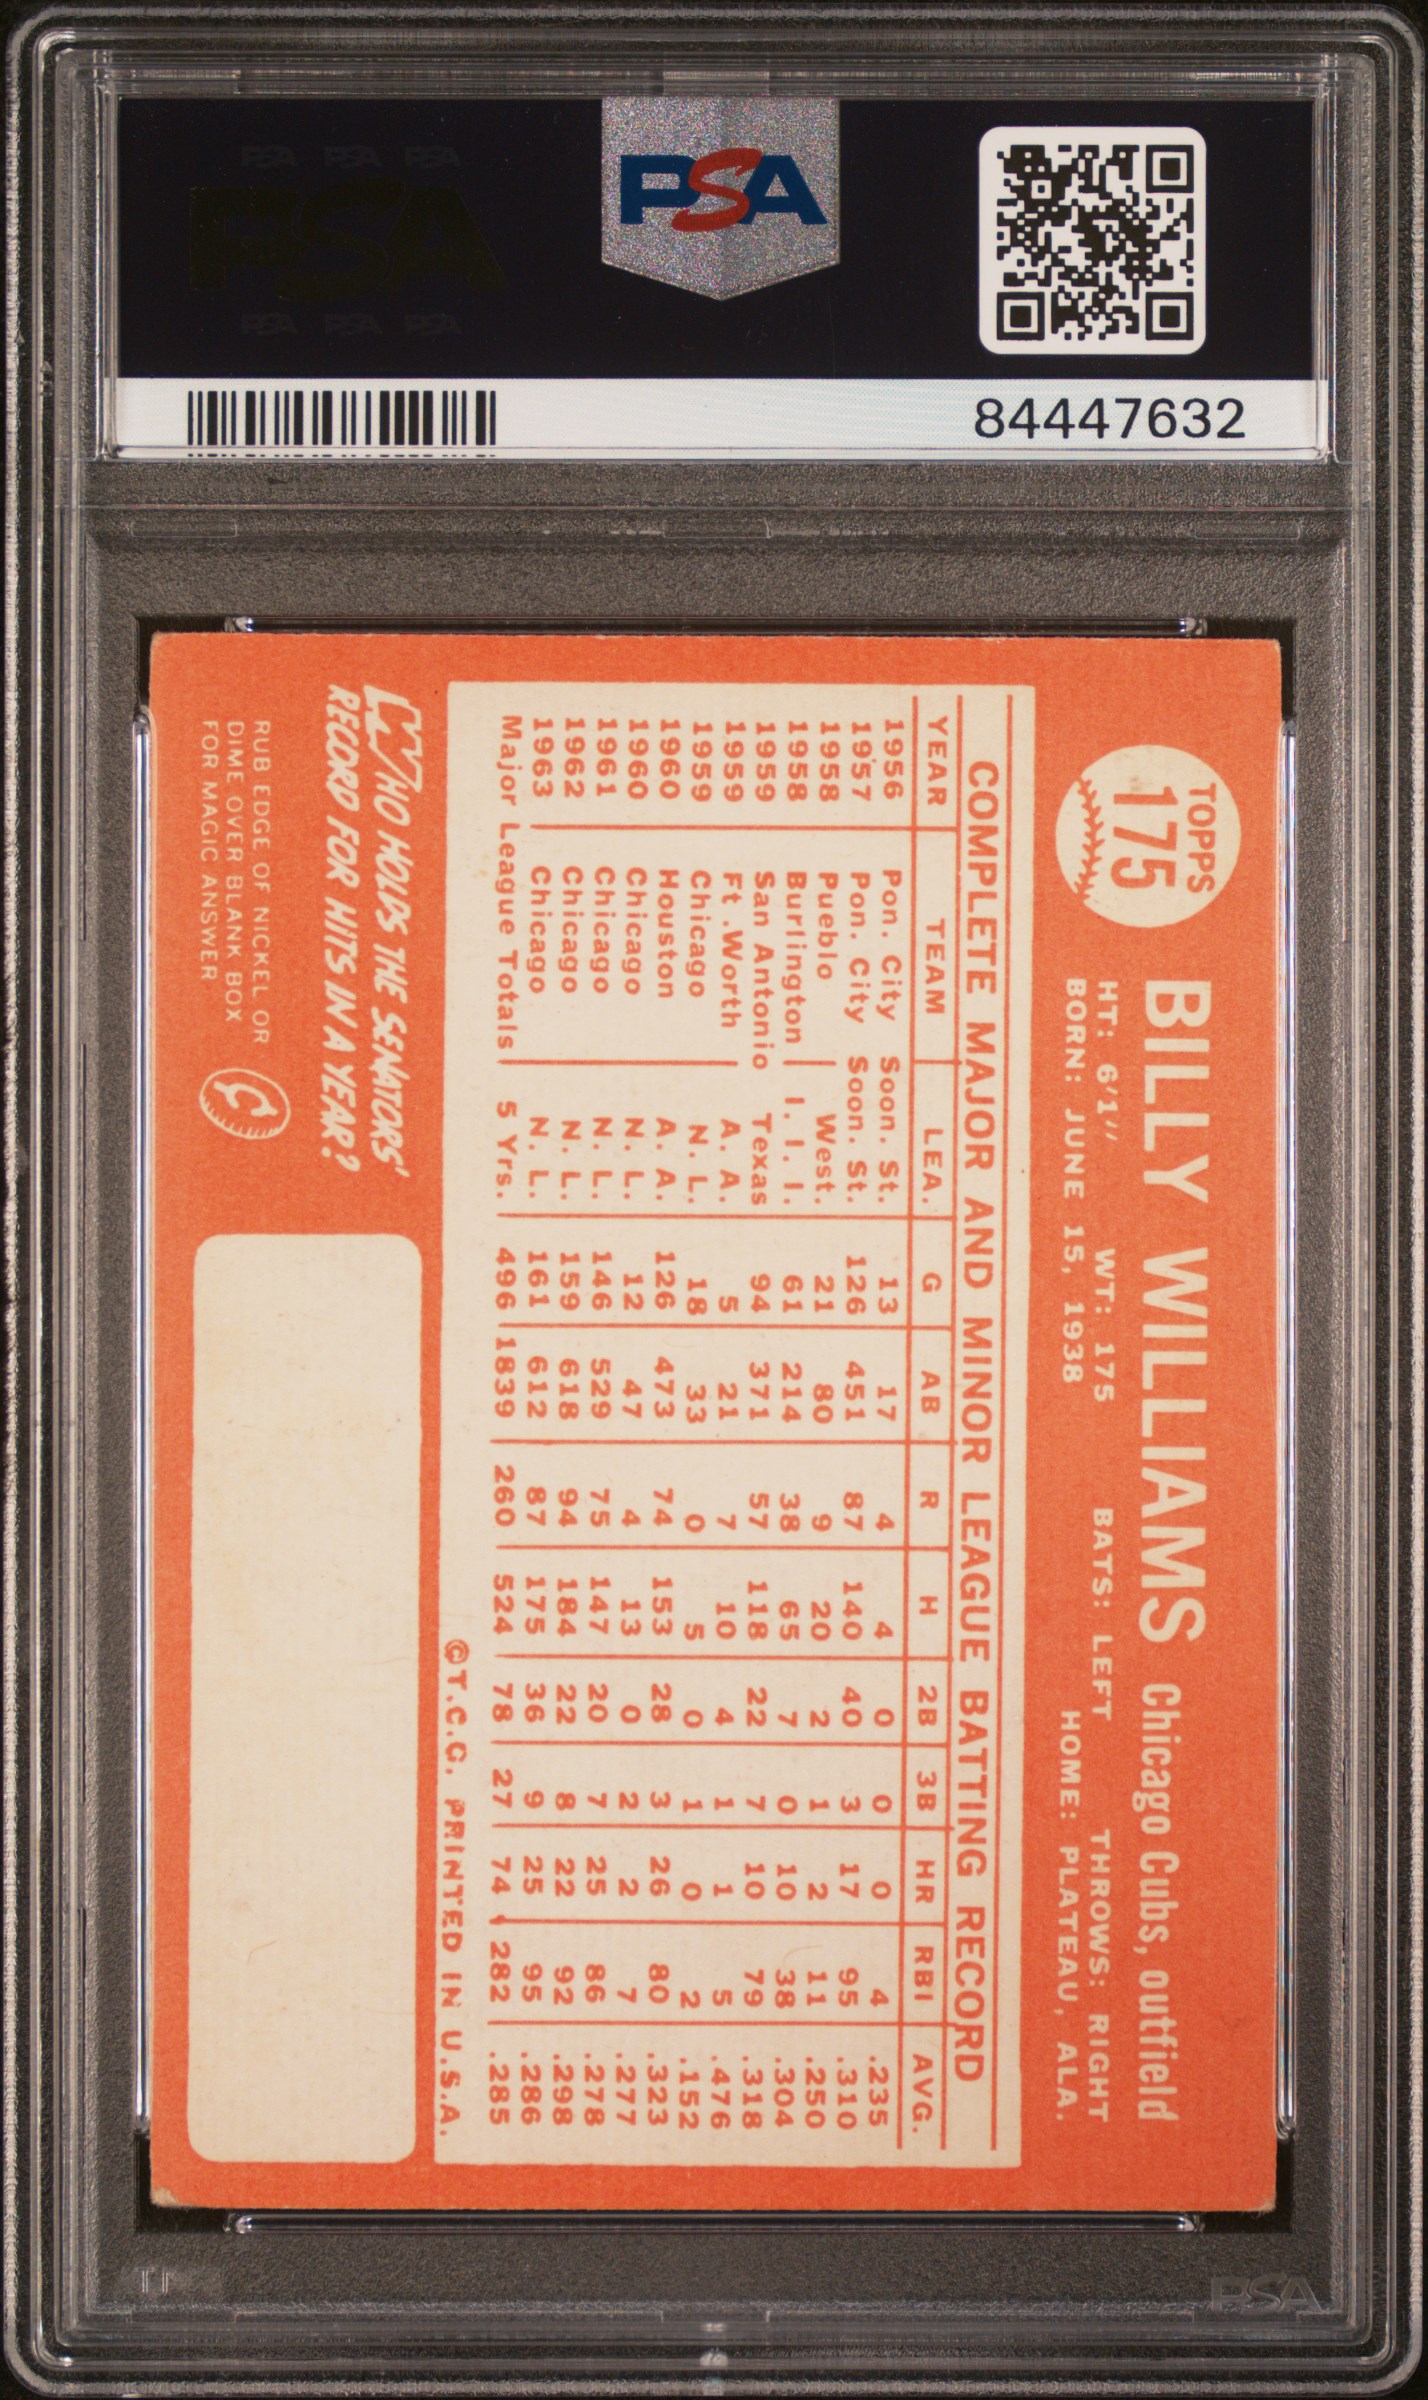 PSA PSA PSA
PSA
PSA PSA PSA
PSA
84447632
TOPPS
175
BILLY WILLIAMS Chicago Cubs, outfield
HT: 6'1" WT: 175 BATS: LEFT THROWS: RIGHT
BORN: JUNE 15, 1938 HOME: PLATEAU, ALA.
COMPLETE MAJOR AND MINOR LEAGUE BATTING RECORD
YEAR TEAM LEA. G AB R H 2B 3B HR RBI AVG.
1956 Pon. City Soon. St. 13 17 4 4 0 0 0 4 .235
1957 Pon. City Soon. St. 126 451 87 140 40 3 17 95 .310
1958 Pueblo West. 21 80 9 20 2 1 2 11 .250
1958 Burlington I. I. I. 61 214 38 65 7 0 10 38 .304
1959 San Antonio Texas 94 371 57 118 22 7 10 79 .318
1959 Ft. Worth A. A. 5 21 7 10 4 1 1 5 .476
1959 Chicago N. L. 18 33 0 5 0 1 0 2 .152
1960 Houston A. A. 126 473 74 153 28 3 26 80 .323
1960 Chicago N. L. 12 47 4 13 0 2 2 7 .277
1961 Chicago N. L. 146 529 75 147 20 7 25 86 .278
1962 Chicago N. L. 159 618 94 184 22 8 22 92 .298
1963 Chicago N. L. 161 612 87 175 36 9 25 95 .286
Major League Totals 5 Yrs. 496 1839 260 524 78 27 74 282 .285
©T.C.G. PRINTED IN U.S.A.
WHO HOLDS THE SENATORS'
RECORD FOR HITS IN A YEAR?
RUB EDGE OF NICKEL OR
DIME OVER BLANK BOX
FOR MAGIC ANSWER
PSA